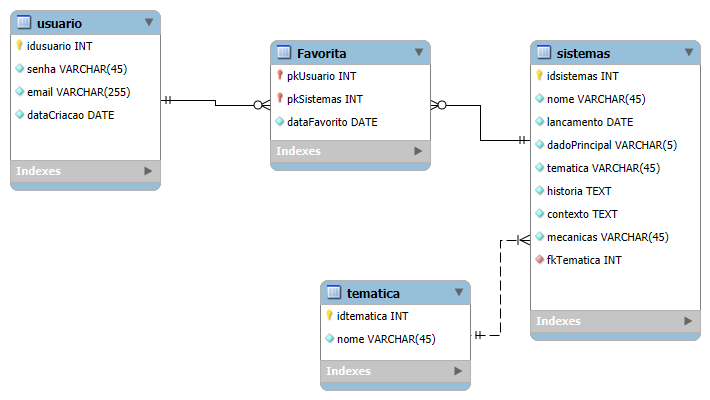 usuario
idusuario INT
senha VARCHAR(45)
email VARCHAR(255)
dataCriacao DATE
Indexes
Favorita
pkUsuario INT
pkSistemas INT
dataFavorito DATE
Indexes
sistemas
idsistemas INT
nome VARCHAR(45)
lancamento DATE
dadoPrincipal VARCHAR(5)
tematica VARCHAR(45)
historia TEXT
contexto TEXT
mecanicas VARCHAR(45)
fkTematica INT
Indexes
tematica
idtematica INT
nome VARCHAR(45)
Indexes